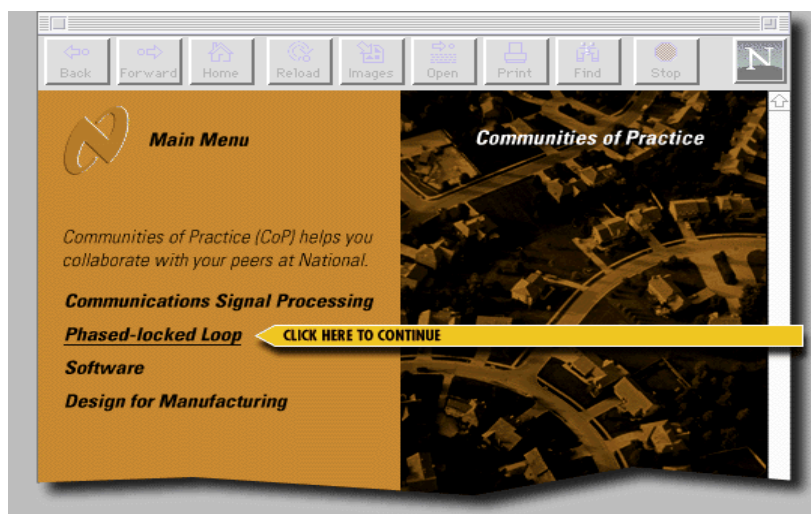 Back Forward Home Reload Images Open Print Find Stop N
Main Menu
Communities of Practice
Communities of Practice (CoP) helps you
collaborate with your peers at National.
Communications Signal Processing
Phased-locked Loop
CLICK HERE TO CONTINUE
Software
Design for Manufacturing